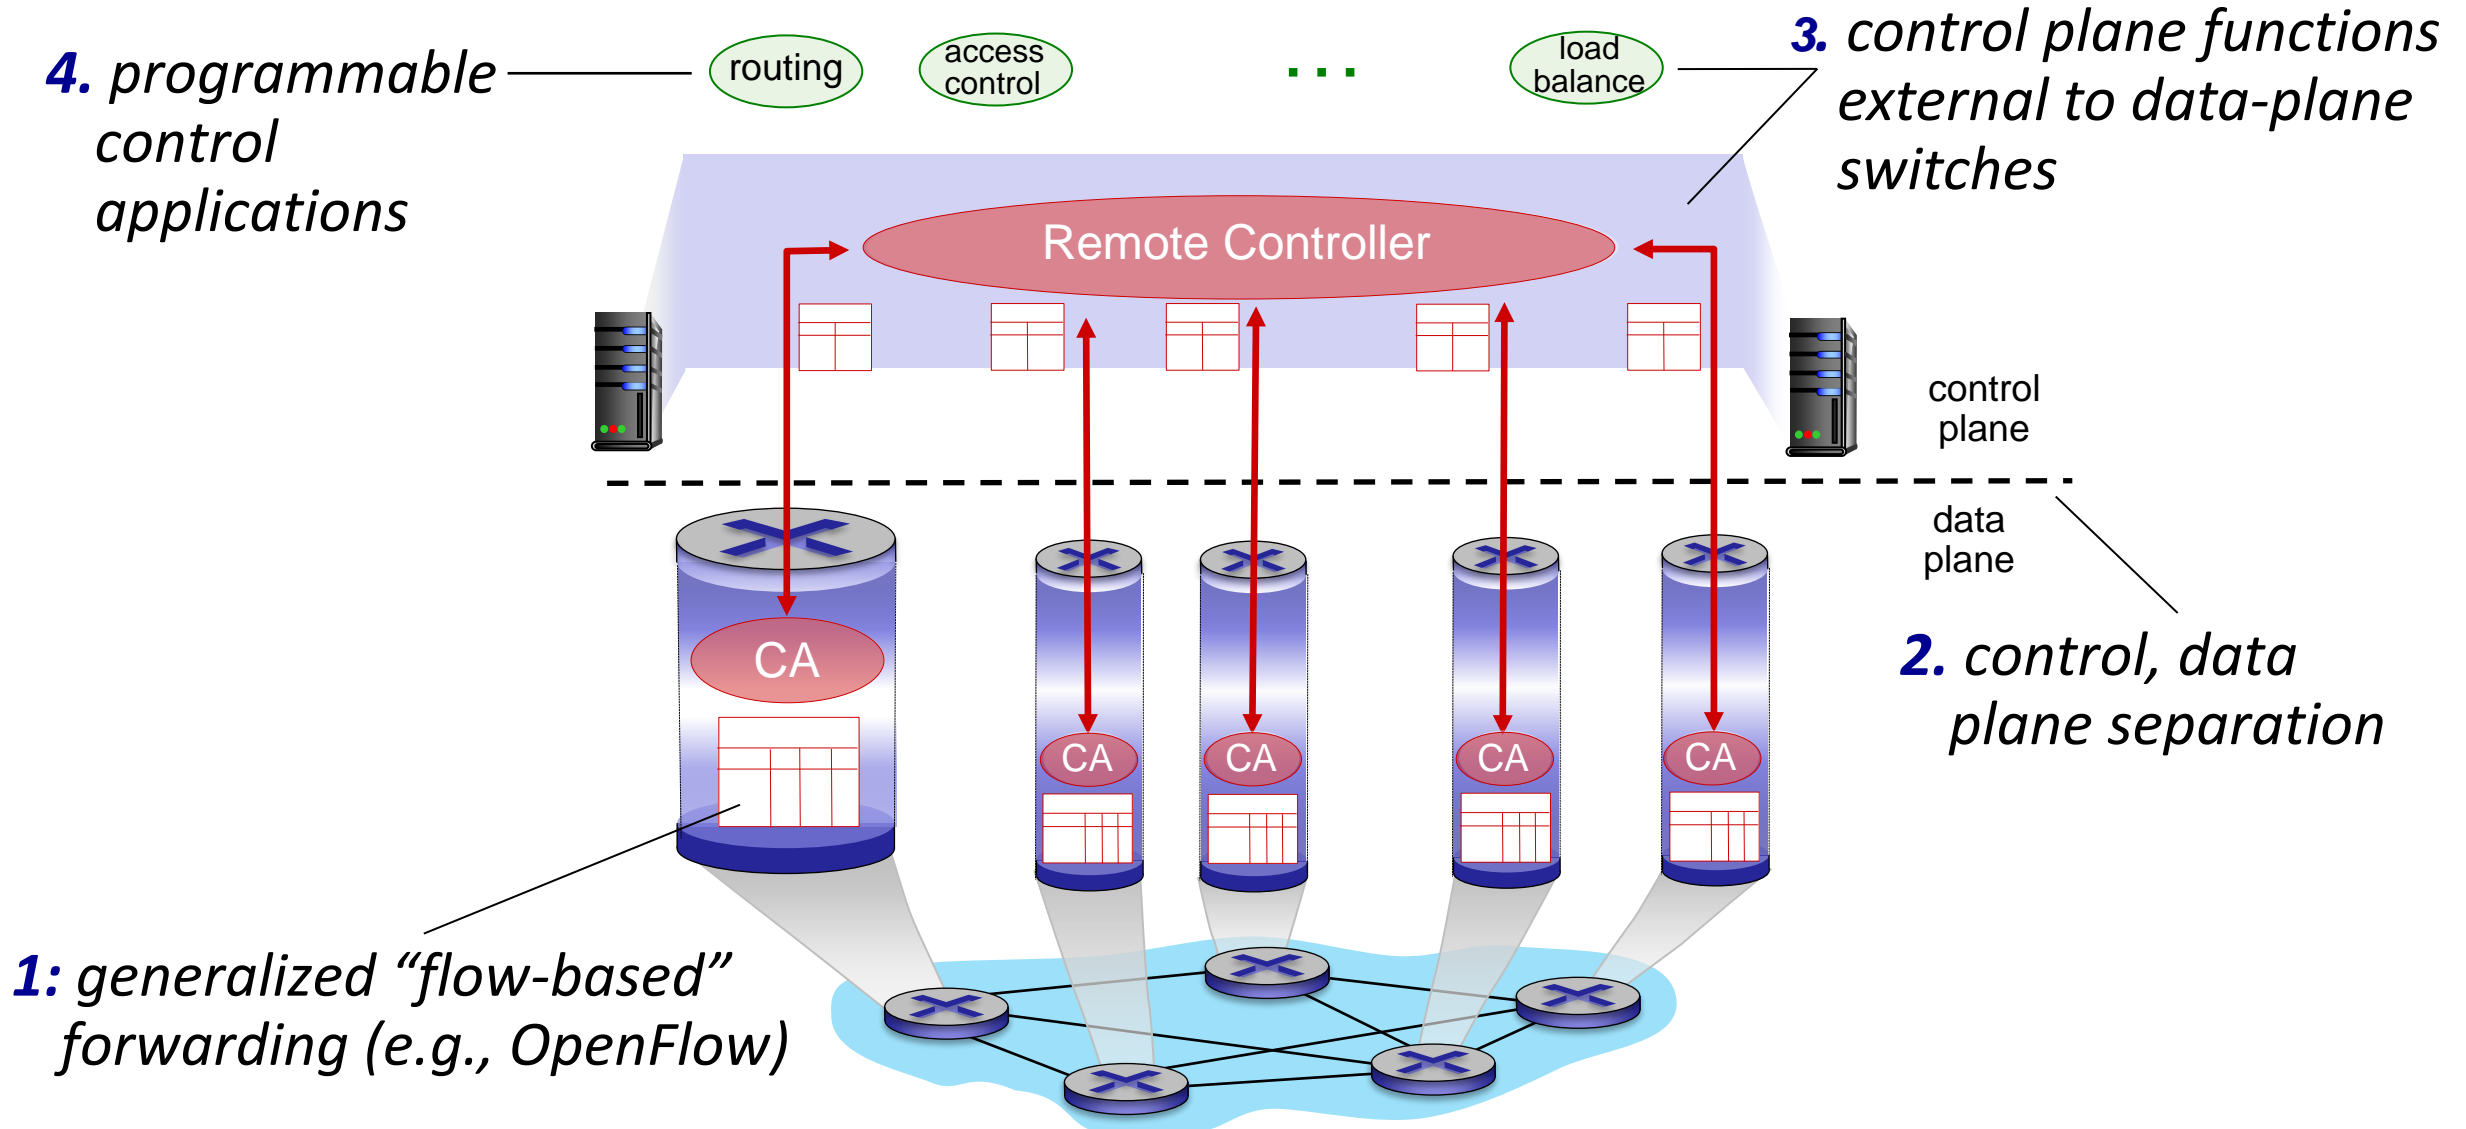 4. programmable
control
applications
routing
access
control
...
load
balance
3. control plane functions
external to data-plane
switches
Remote Controller
control
plane
data
plane
CA
CA
CA
CA
CA
2. control, data
plane separation
1: generalized “flow-based”
forwarding (e.g., OpenFlow)